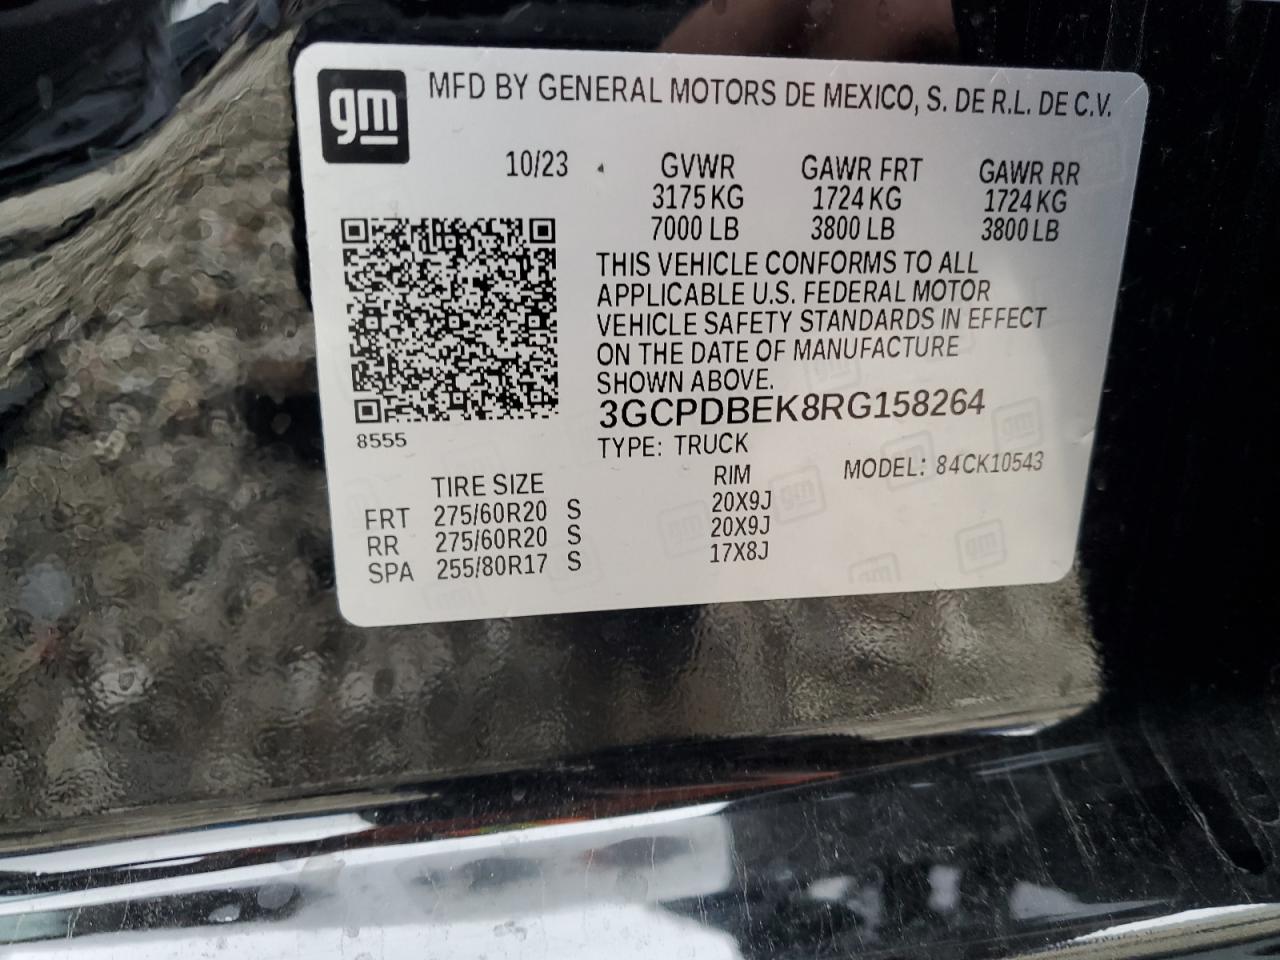 gm
MFD BY GENERAL MOTORS DE MEXICO, S. DE R.L. DE C.V.
10/23
GVWR GAWR FRT GAWR RR
3175 KG 1724 KG 1724 KG
7000 LB 3800 LB 3800 LB
THIS VEHICLE CONFORMS TO ALL
APPLICABLE U.S. FEDERAL MOTOR
VEHICLE SAFETY STANDARDS IN EFFECT
ON THE DATE OF MANUFACTURE
SHOWN ABOVE.
3GCPDBEK8RG158264
8555
TYPE: TRUCK
MODEL: 84CK10543
TIRE SIZE RIM
FRT 275/60R20 S 20X9J
RR 275/60R20 S 20X9J
SPA 255/80R17 S 17X8J